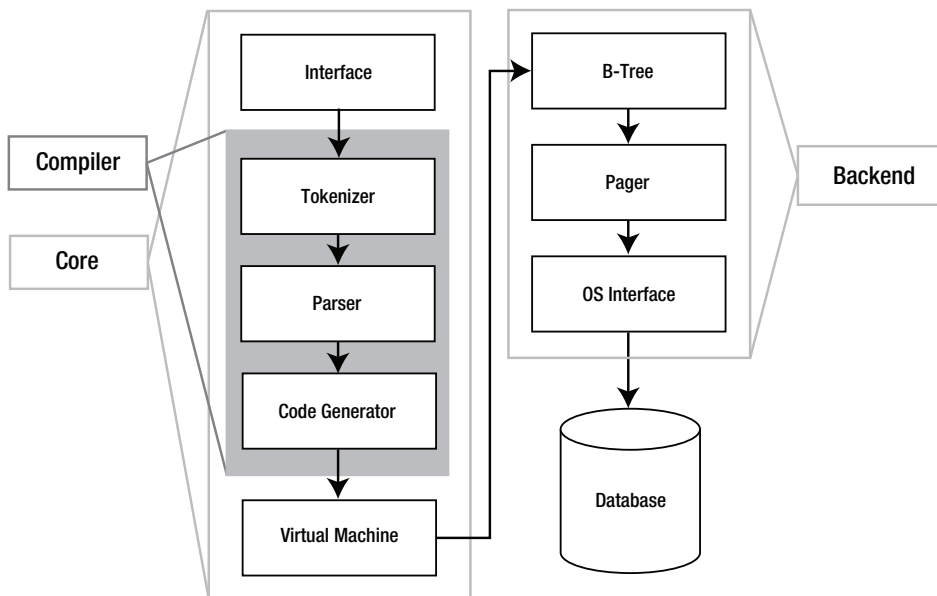 Interface
Compiler
Tokenizer
Core
Parser
Code Generator
Virtual Machine
B-Tree
Pager
Backend
OS Interface
Database